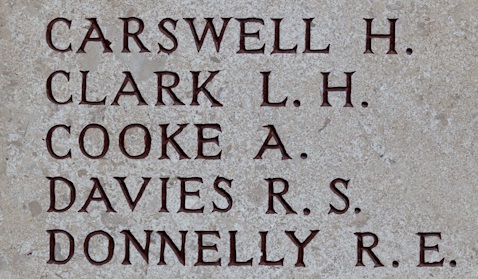 CARSWELL H.
CLARK L. H.
COOKE A.
DAVIES R. S.
DONNELLY R. E.